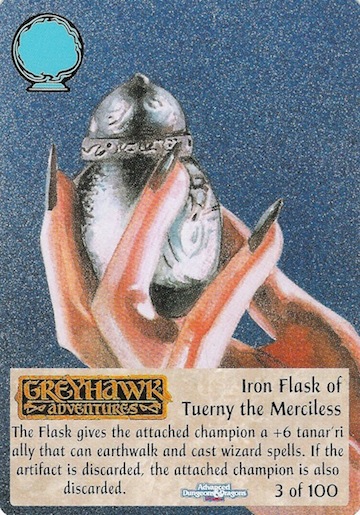 GREYHAWK
ADVENTURES
Iron Flask of
Tuerny the Merciless
The Flask gives the attached champion a +6 tanar'ri
ally that can earthwalk and cast wizard spells. If the
artifact is discarded, the attached champion is also
discarded.
Advanced
Dungeons & Dragons
3 of 100